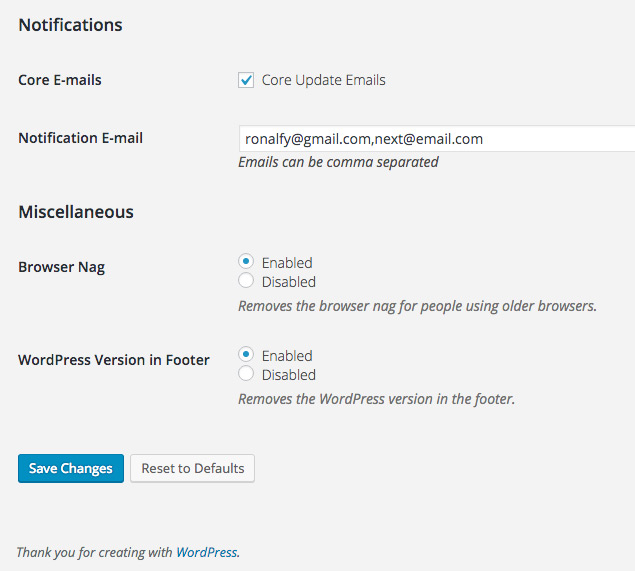 Notifications
Core E-mails
Core Update Emails
Notification E-mail
ronalfy@gmail.com,next@email.com
Emails can be comma separated
Miscellaneous
Browser Nag
Enabled
Disabled
Removes the browser nag for people using older browsers.
WordPress Version in Footer
Enabled
Disabled
Removes the WordPress version in the footer.
Save Changes
Reset to Defaults
Thank you for creating with WordPress.